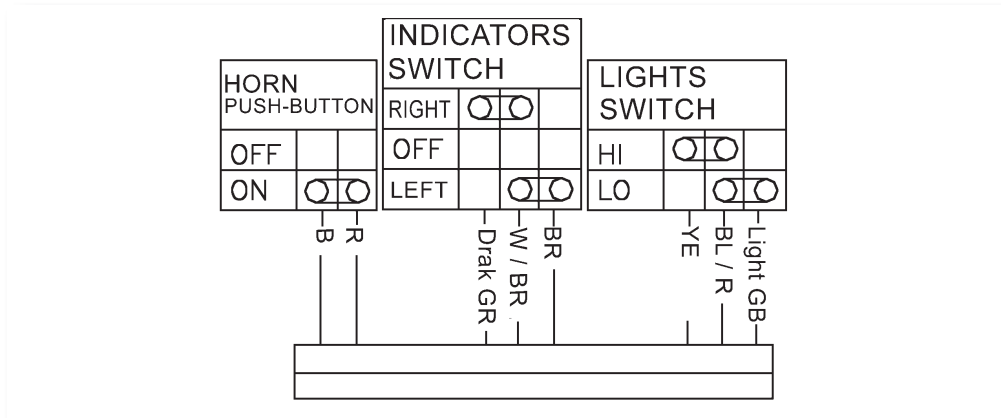 HORN
PUSH-BUTTON
OFF
ON
INDICATORS
SWITCH
RIGHT
OFF
LEFT
LIGHTS
SWITCH
HI
LO
B
R
Drak GR
W / BR
BR
YE
BL / R
Light GB